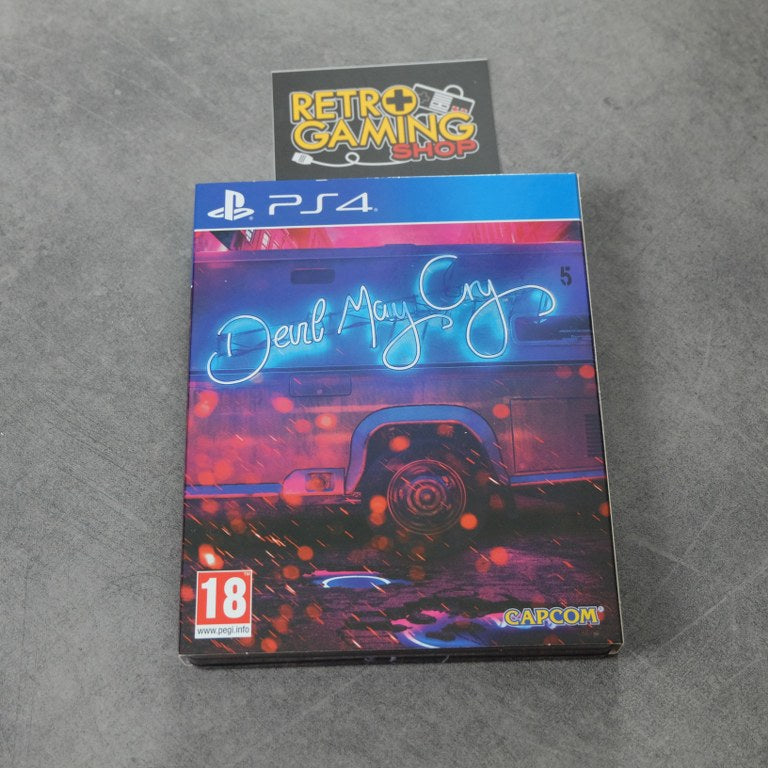 RETRO
GAMING
SHOP
PS4
5
Devil May Cry
18
www.pegi.info
CAPCOM